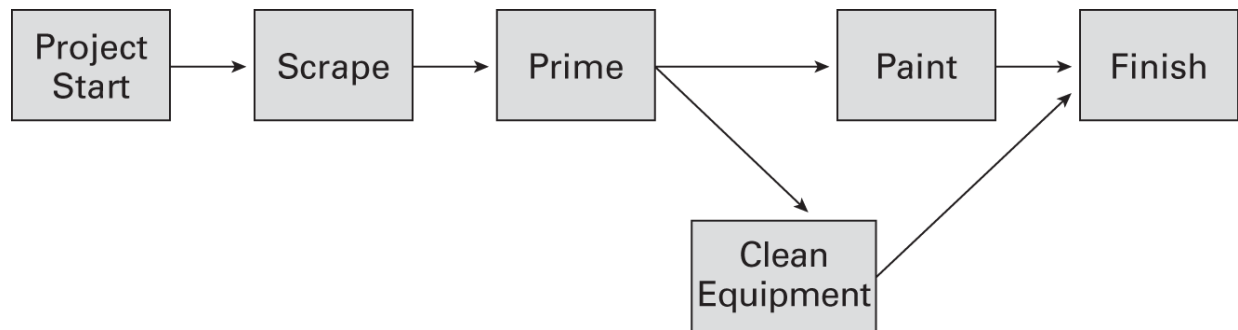 Project
Start
Scrape
Prime
Paint
Finish
Clean
Equipment